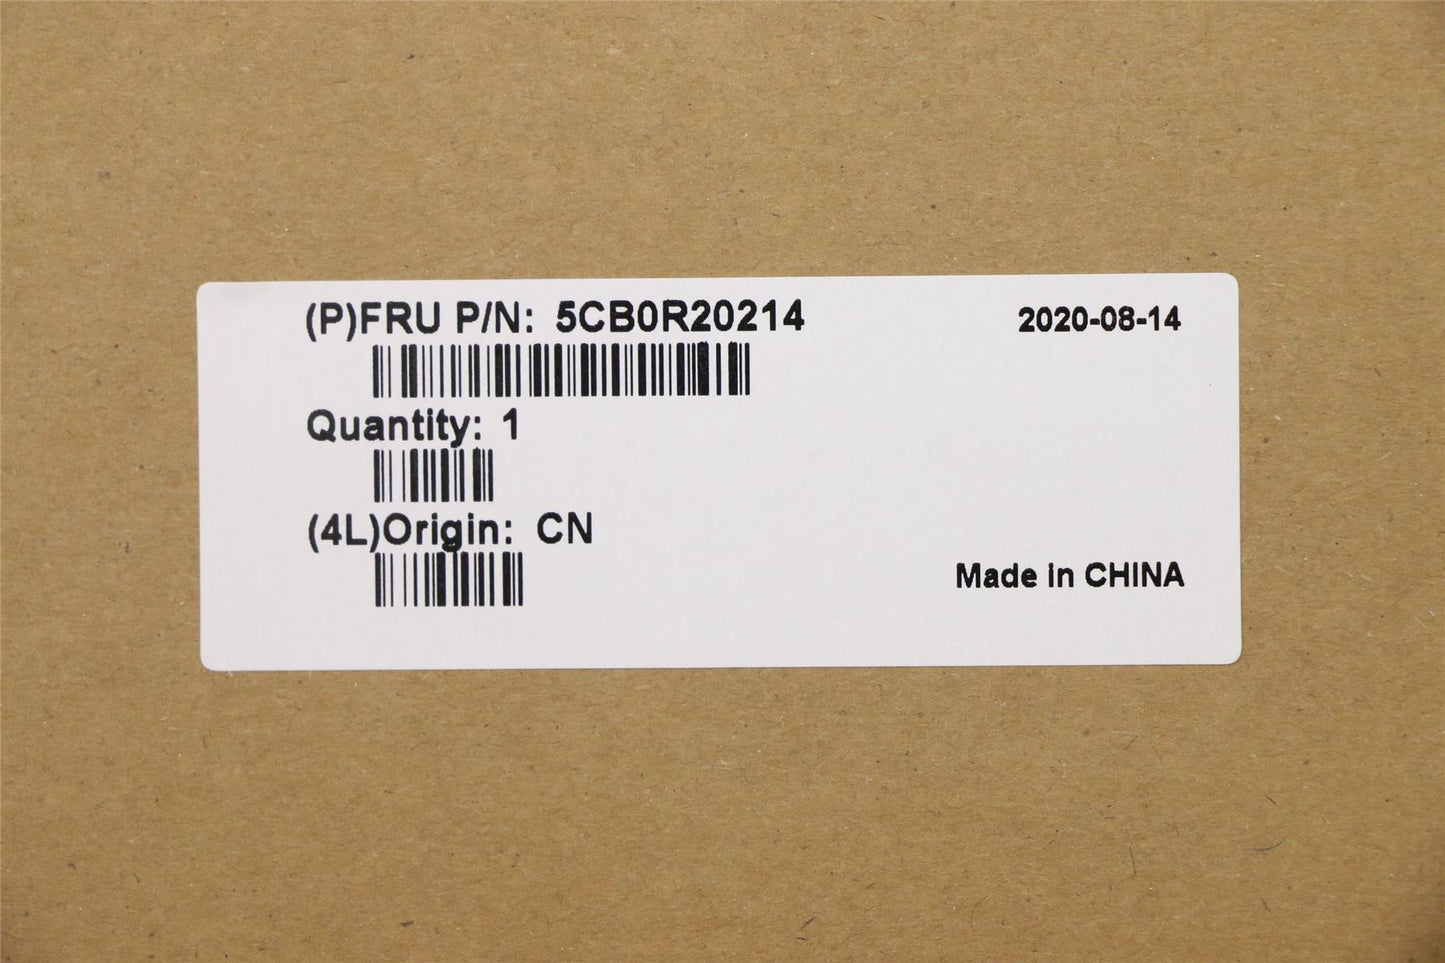 (P)FRU P/N: 5CB0R20214
2020-08-14
Quantity: 1
(4L)Origin: CN
Made in CHINA